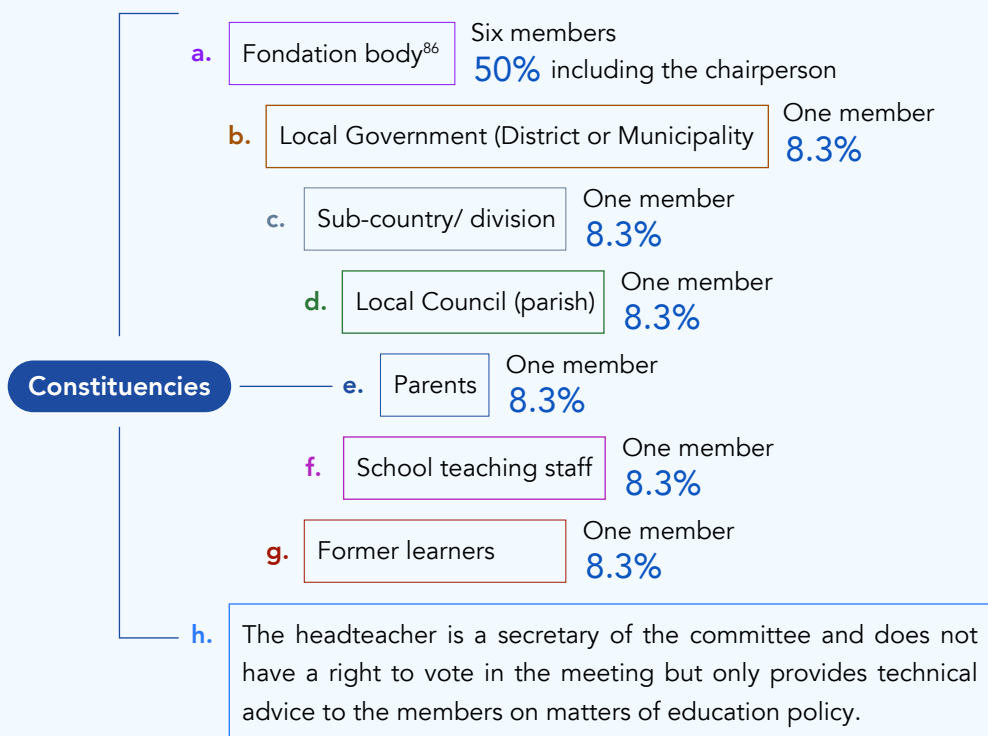 a. Fondation body⁸⁶ Six members
50% including the chairperson
b. Local Government (District or Municipality One member
8.3%
c. Sub-country/ division One member
8.3%
d. Local Council (parish) One member
8.3%
Constituencies e. Parents One member
8.3%
f. School teaching staff One member
8.3%
g. Former learners One member
8.3%
h. The headteacher is a secretary of the committee and does not
have a right to vote in the meeting but only provides technical
advice to the members on matters of education policy.